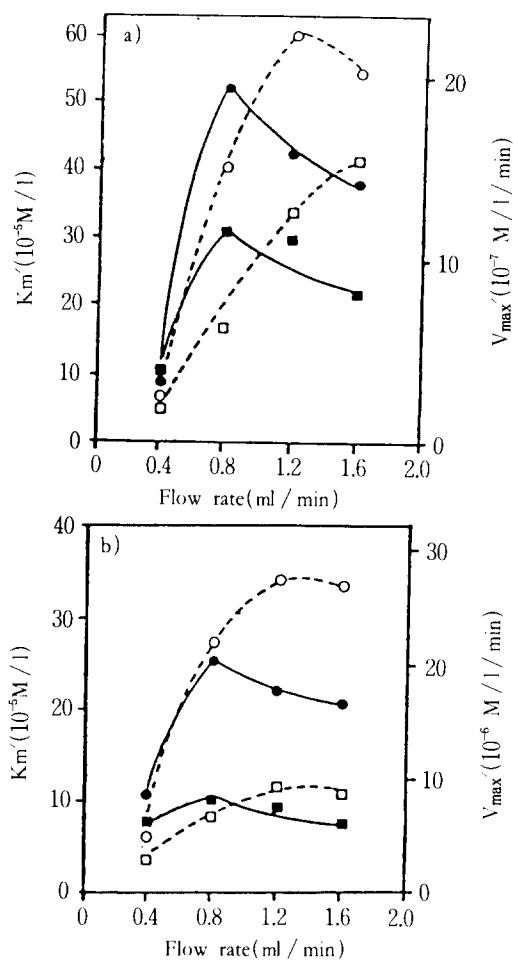 a)
60
50
40
30
20
10
0
Km′(10⁻⁵M/l)
20
10
0
Vmax′(10⁻⁷ M/l/min)
0 0.4 0.8 1.2 1.6 2.0
Flow rate(ml/min)
b)
40
30
20
10
0
Km′(10⁻⁵M/l)
30
20
10
0
Vmax′(10⁻⁶ M/l/min)
0 0.4 0.8 1.2 1.6 2.0
Flow rate(ml/min)